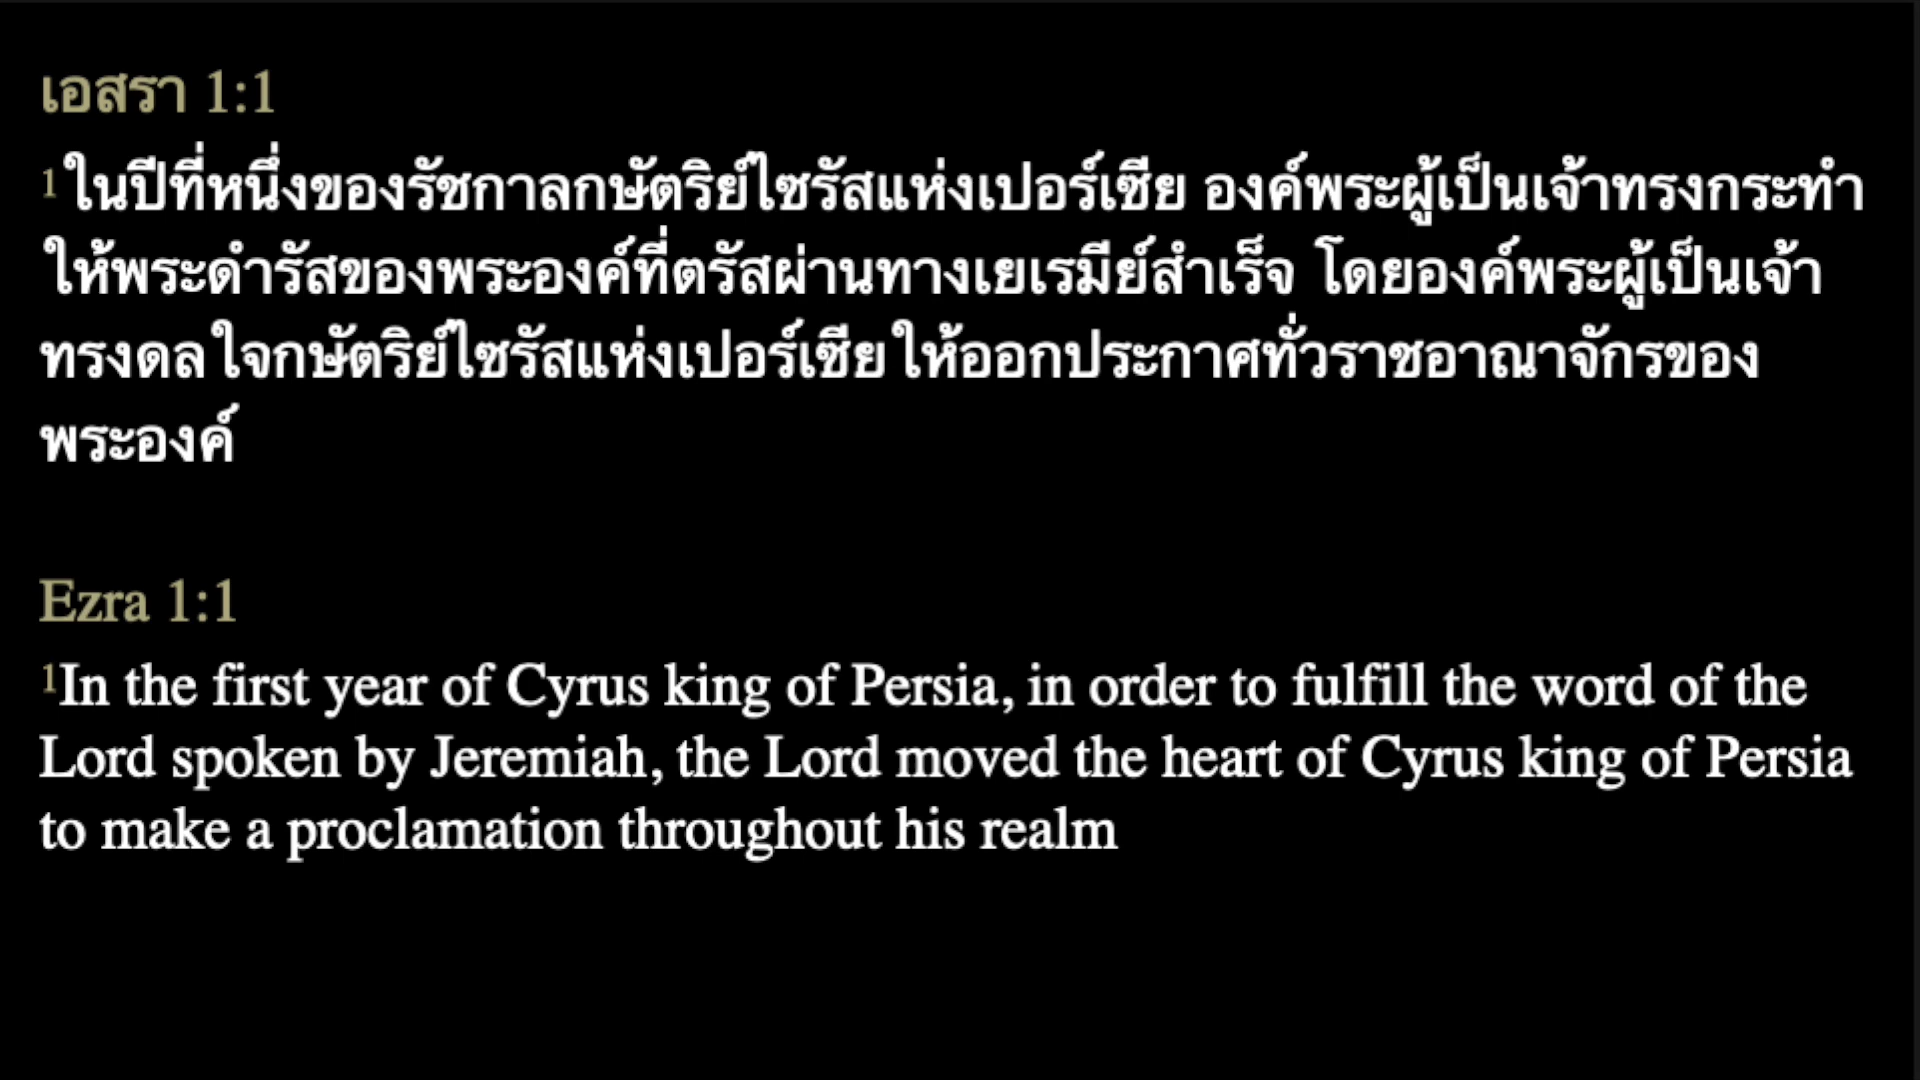 เอสรา 1:1
1 ในปีที่หนึ่งของรัชกาลกษัตริย์ไซรัสแห่งเปอร์เซีย องค์พระผู้เป็นเจ้าทรงกระทำ
ให้พระดำรัสของพระองค์ที่ตรัสผ่านทางเยเรมีย์สำเร็จ โดยองค์พระผู้เป็นเจ้า
ทรงดลใจกษัตริย์ไซรัสแห่งเปอร์เซียให้ออกประกาศทั่วราชอาณาจักรของ
พระองค์
Ezra 1:1
1In the first year of Cyrus king of Persia, in order to fulfill the word of the
Lord spoken by Jeremiah, the Lord moved the heart of Cyrus king of Persia
to make a proclamation throughout his realm